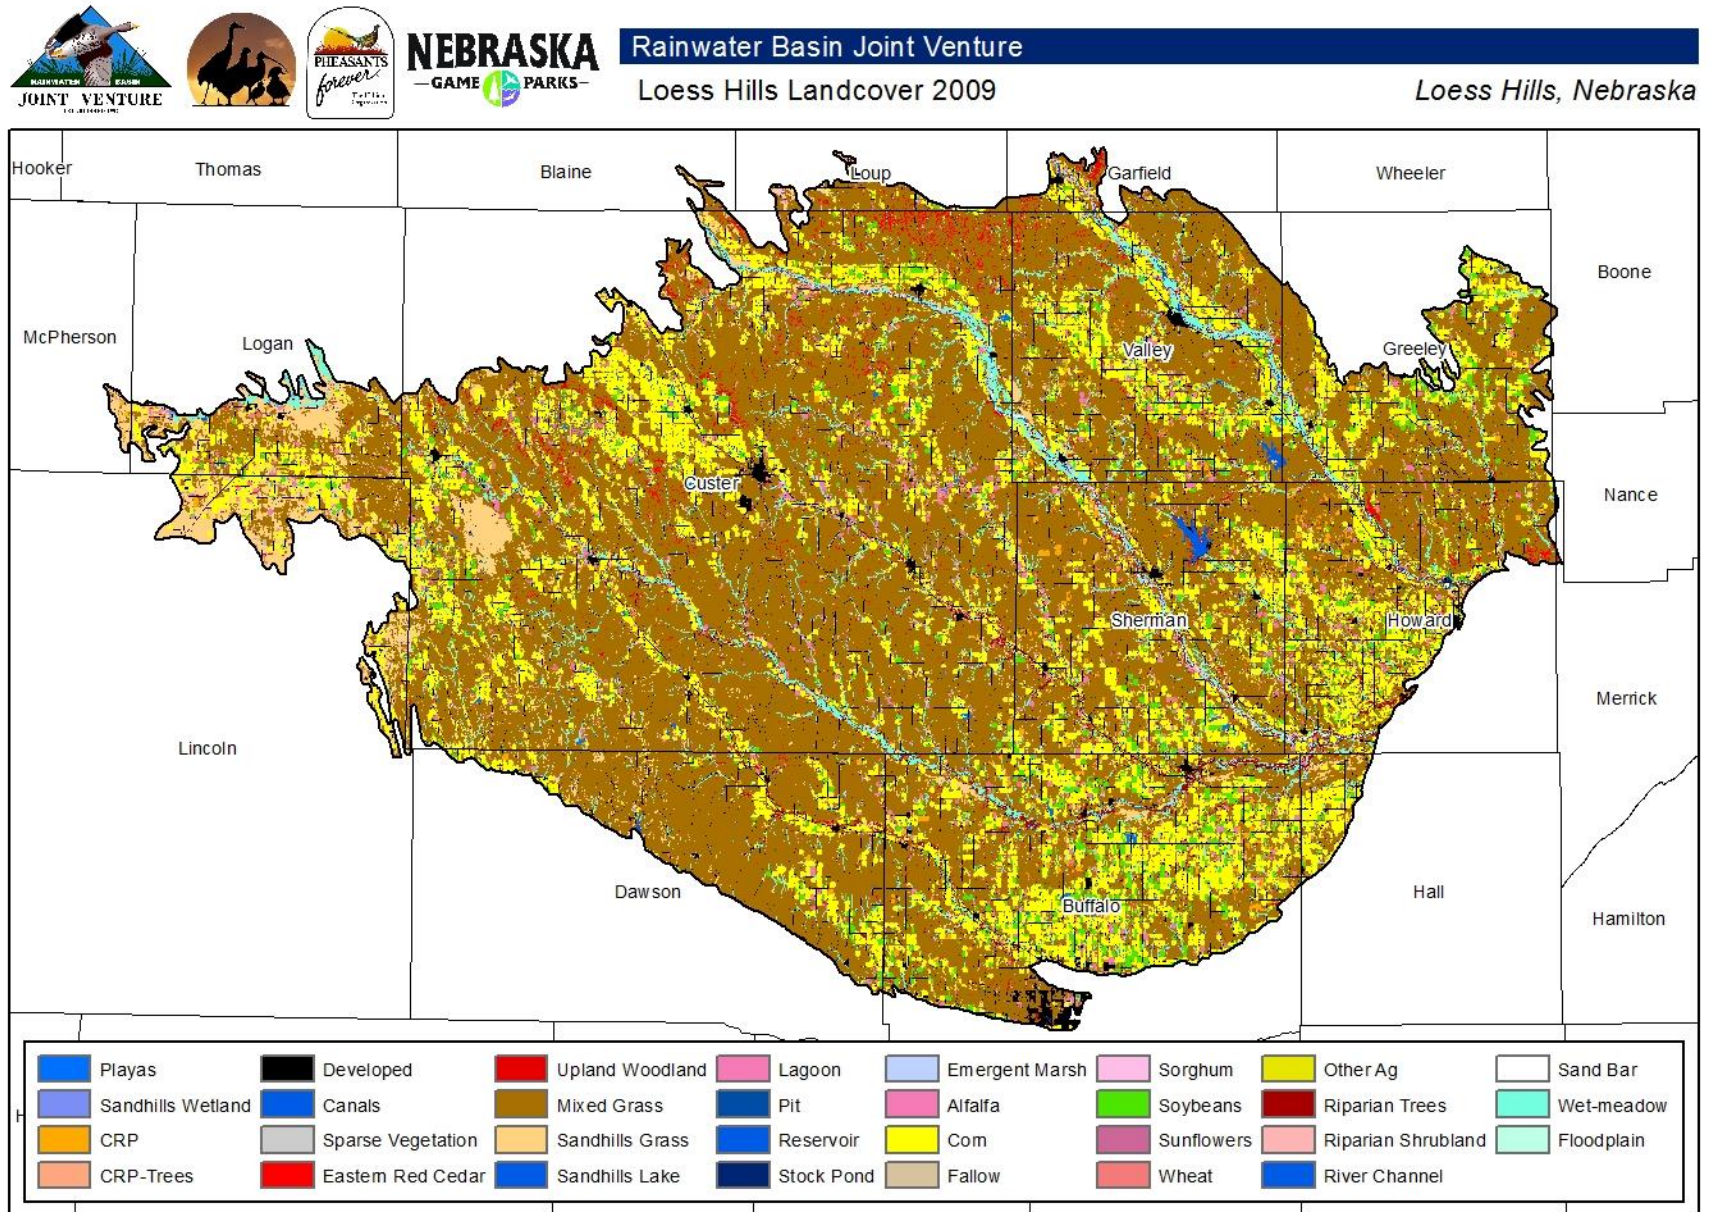 RAINWATER BASIN
JOINT VENTURE
PHEASANTS
forever
NEBRASKA
GAME PARKS
Rainwater Basin Joint Venture
Loess Hills Landcover 2009
Loess Hills, Nebraska
Hooker
Thomas
Blaine
Loup
Garfield
Wheeler
Boone
McPherson
Logan
Valley
Greeley
Custer
Nance
Sherman
Howard
Merrick
Lincoln
Dawson
Buffalo
Hall
Hamilton
H
Playas
Developed
Upland Woodland
Lagoon
Emergent Marsh
Sorghum
Other Ag
Sand Bar
Sandhills Wetland
Canals
Mixed Grass
Pit
Alfalfa
Soybeans
Riparian Trees
Wet-meadow
CRP
Sparse Vegetation
Sandhills Grass
Reservoir
Corn
Sunflowers
Riparian Shrubland
Floodplain
CRP-Trees
Eastern Red Cedar
Sandhills Lake
Stock Pond
Fallow
Wheat
River Channel